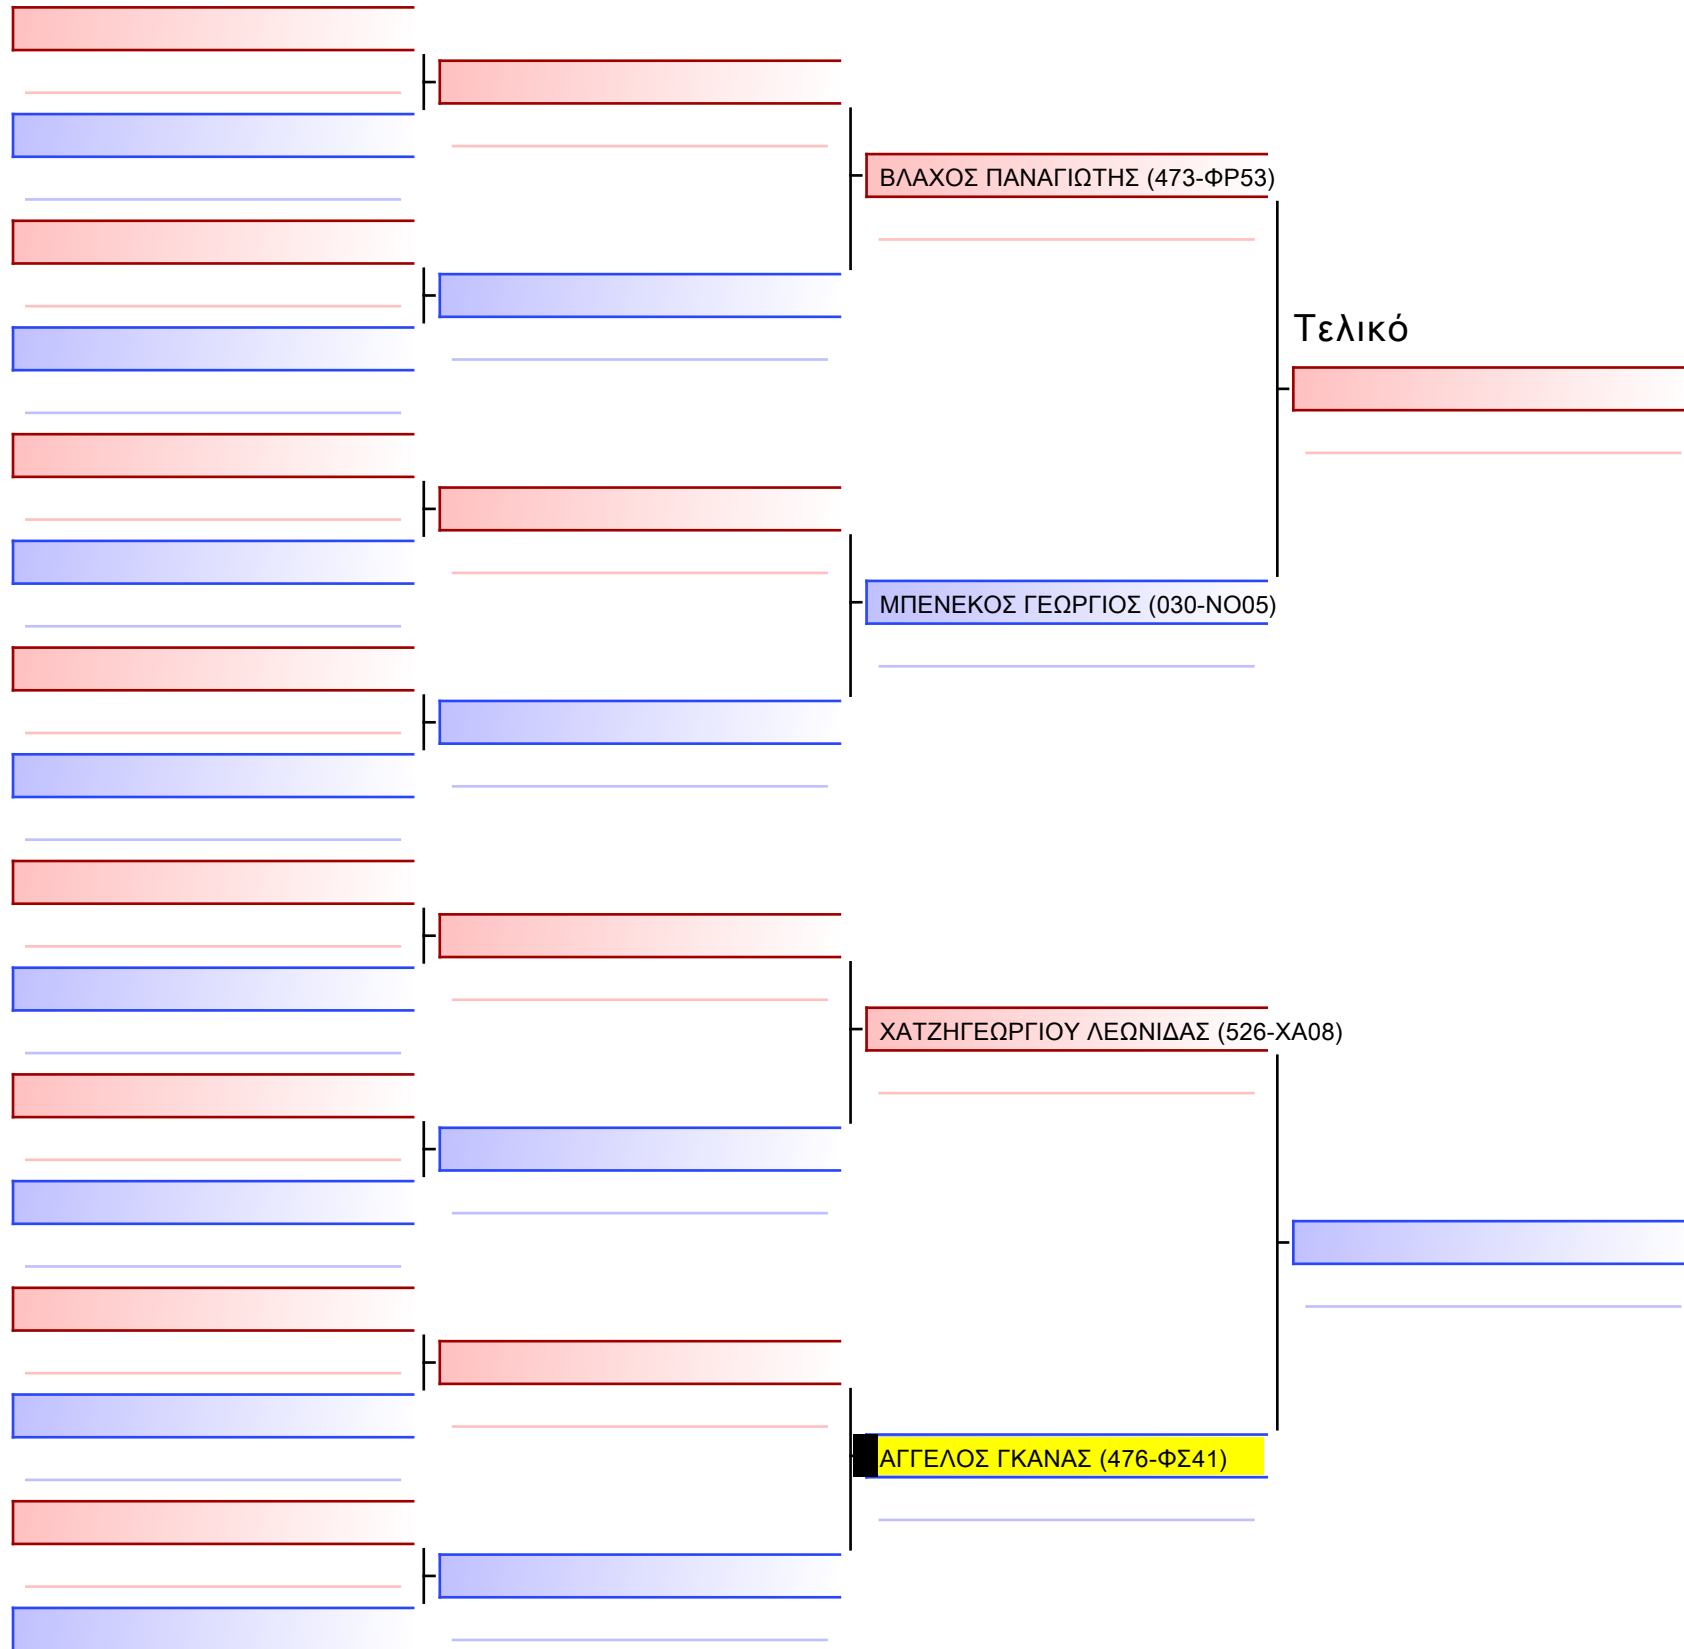 ΒΛΑΧΟΣ ΠΑΝΑΓΙΩΤΗΣ (473-ΦΡ53)
Τελικό
ΜΠΕΝΕΚΟΣ ΓΕΩΡΓΙΟΣ (030-ΝΟ05)
ΧΑΤΖΗΓΕΩΡΓΙΟΥ ΛΕΩΝΙΔΑΣ (526-ΧΑ08)
ΑΓΓΕΛΟΣ ΓΚΑΝΑΣ (476-ΦΣ41)